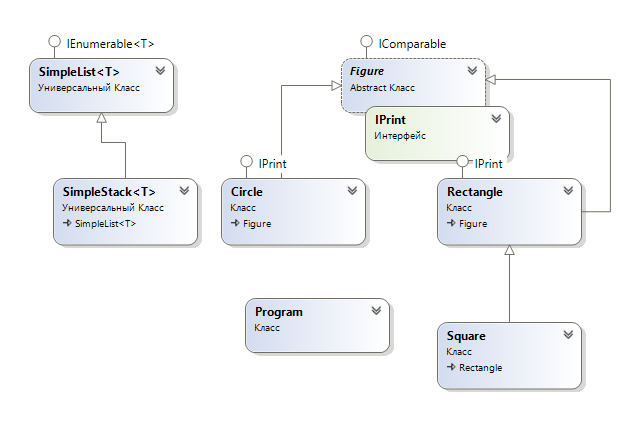 IEnumerable<T>
SimpleList<T>
Универсальный Класс
IComparable
Figure
Abstract Класс
IPrint
Интерфейс
SimpleStack<T>
Универсальный Класс
SimpleList<T>
IPrint
Circle
Класс
Figure
IPrint
Rectangle
Класс
Figure
Program
Класс
Square
Класс
Rectangle